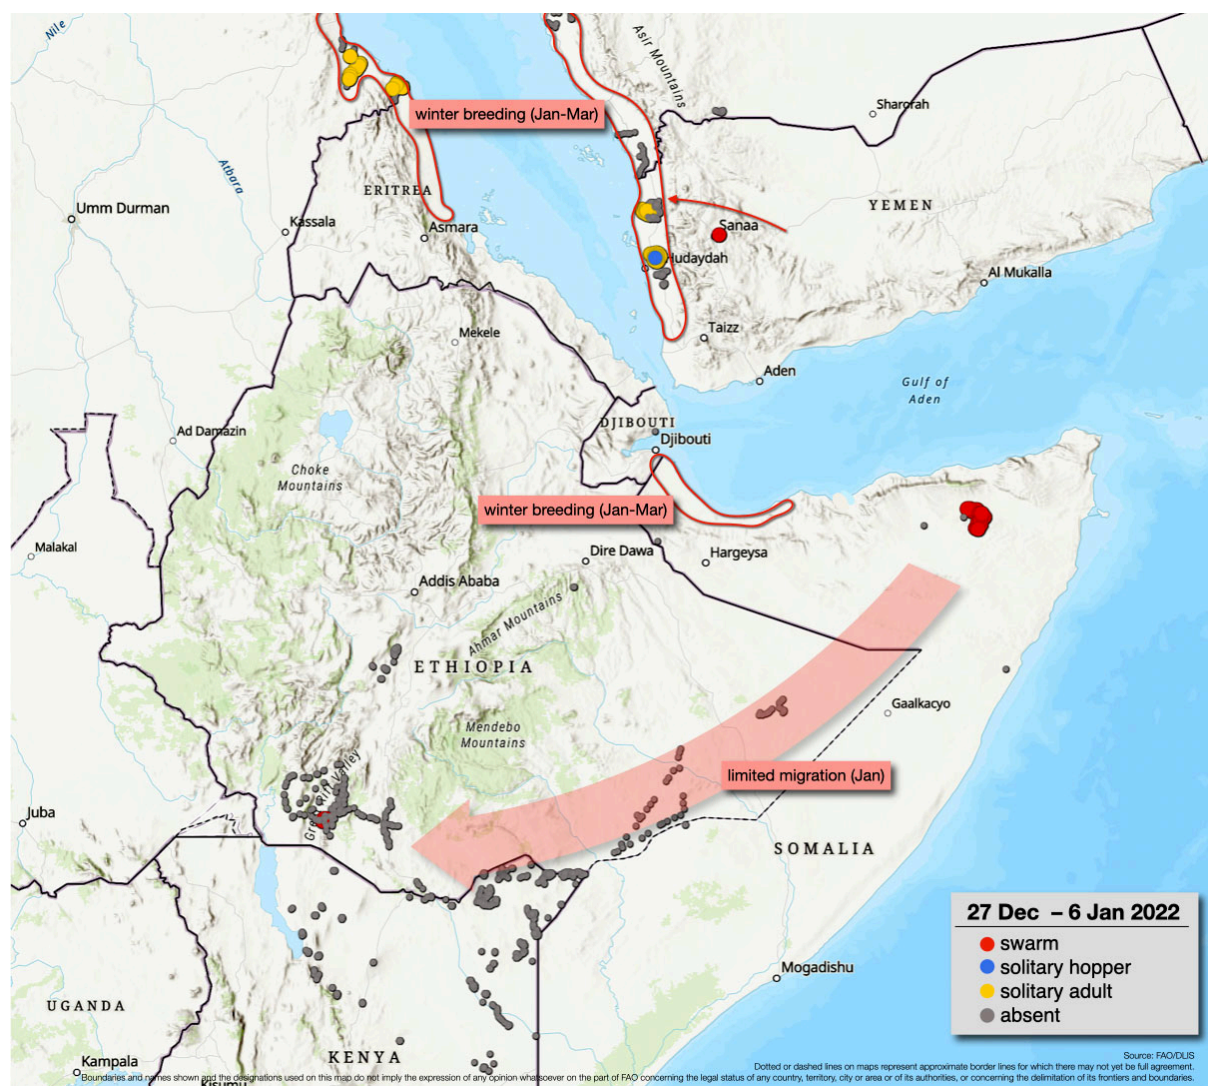 Nile
Asir Mountains
Sharorah
winter breeding (Jan-Mar)
Atbara
ERITREA
YEMEN
Umm Durman
Kassala
Asmara
Sanaa
Hudaydah
Al Mukalla
Mekele
Taizz
Aden
Gulf of
Aden
DJIBOUTI
Djibouti
Ad Damazin
Choke
Mountains
winter breeding (Jan-Mar)
Malakal
Dire Dawa
Hargeysa
Addis Ababa
Ahmar Mountains
ETHIOPIA
Gaalkacyo
Mendebo
Mountains
limited migration (Jan)
Great Rift Valley
Juba
SOMALIA
27 Dec – 6 Jan 2022
swarm
solitary hopper
solitary adult
absent
Mogadishu
UGANDA
KENYA
Kampala
Kisumu
Source: FAO/DLIS
Dotted or dashed lines on maps represent approximate border lines for which there may not yet be full agreement.
Boundaries and names shown and the designations used on this map do not imply the expression of any opinion whatsoever on the part of FAO concerning the legal status of any country, territory, city or area or of its authorities, or concerning the delimitation of its frontiers and boundaries.